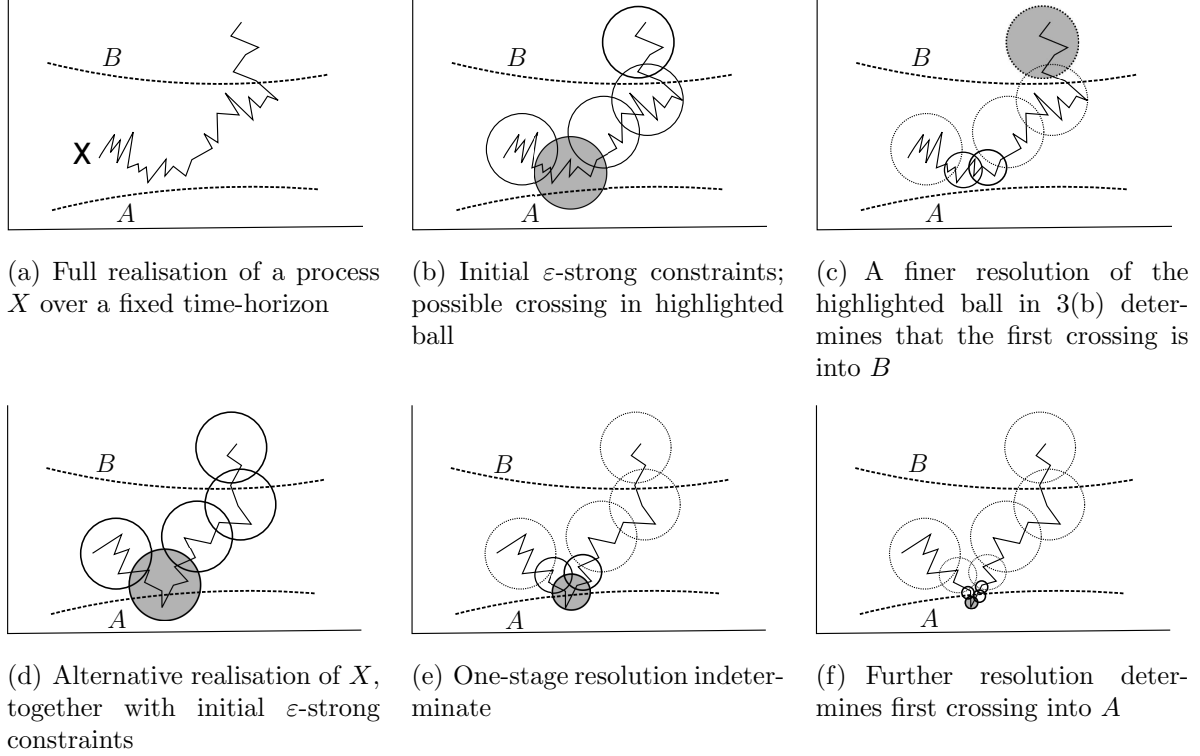 B
X
A
(a) Full realisation of a process
X over a fixed time-horizon
B
A
(b) Initial ε-strong constraints;
possible crossing in highlighted
ball
B
A
(c) A finer resolution of the
highlighted ball in 3(b) deter-
mines that the first crossing is
into B
B
A
(d) Alternative realisation of X,
together with initial ε-strong
constraints
B
A
(e) One-stage resolution indeter-
minate
B
A
(f) Further resolution deter-
mines first crossing into A